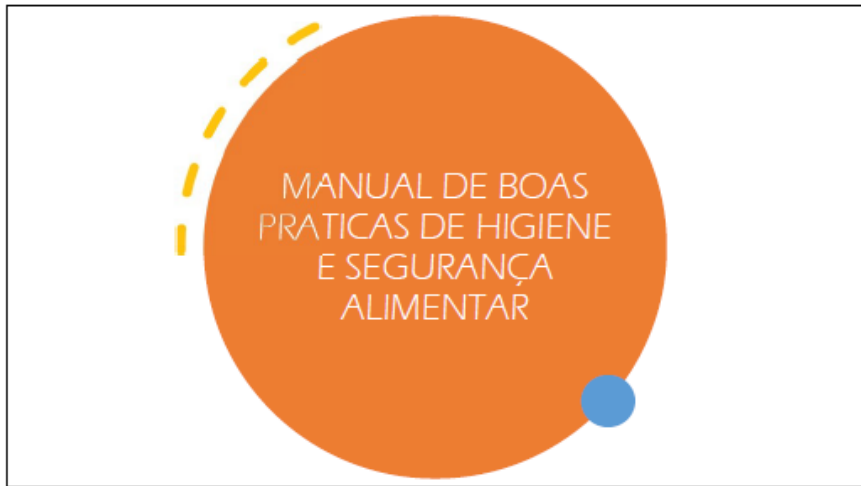 MANUAL DE BOAS
PRATICAS DE HIGIENE
E SEGURANÇA
ALIMENTAR